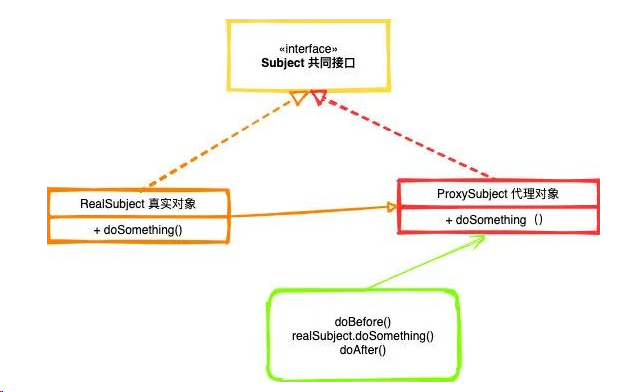 «interface»
Subject 共同接口
RealSubject 真实对象
+ doSomething()
ProxySubject 代理对象
+ doSomething（）
doBefore()
realSubject.doSomething()
doAfter()